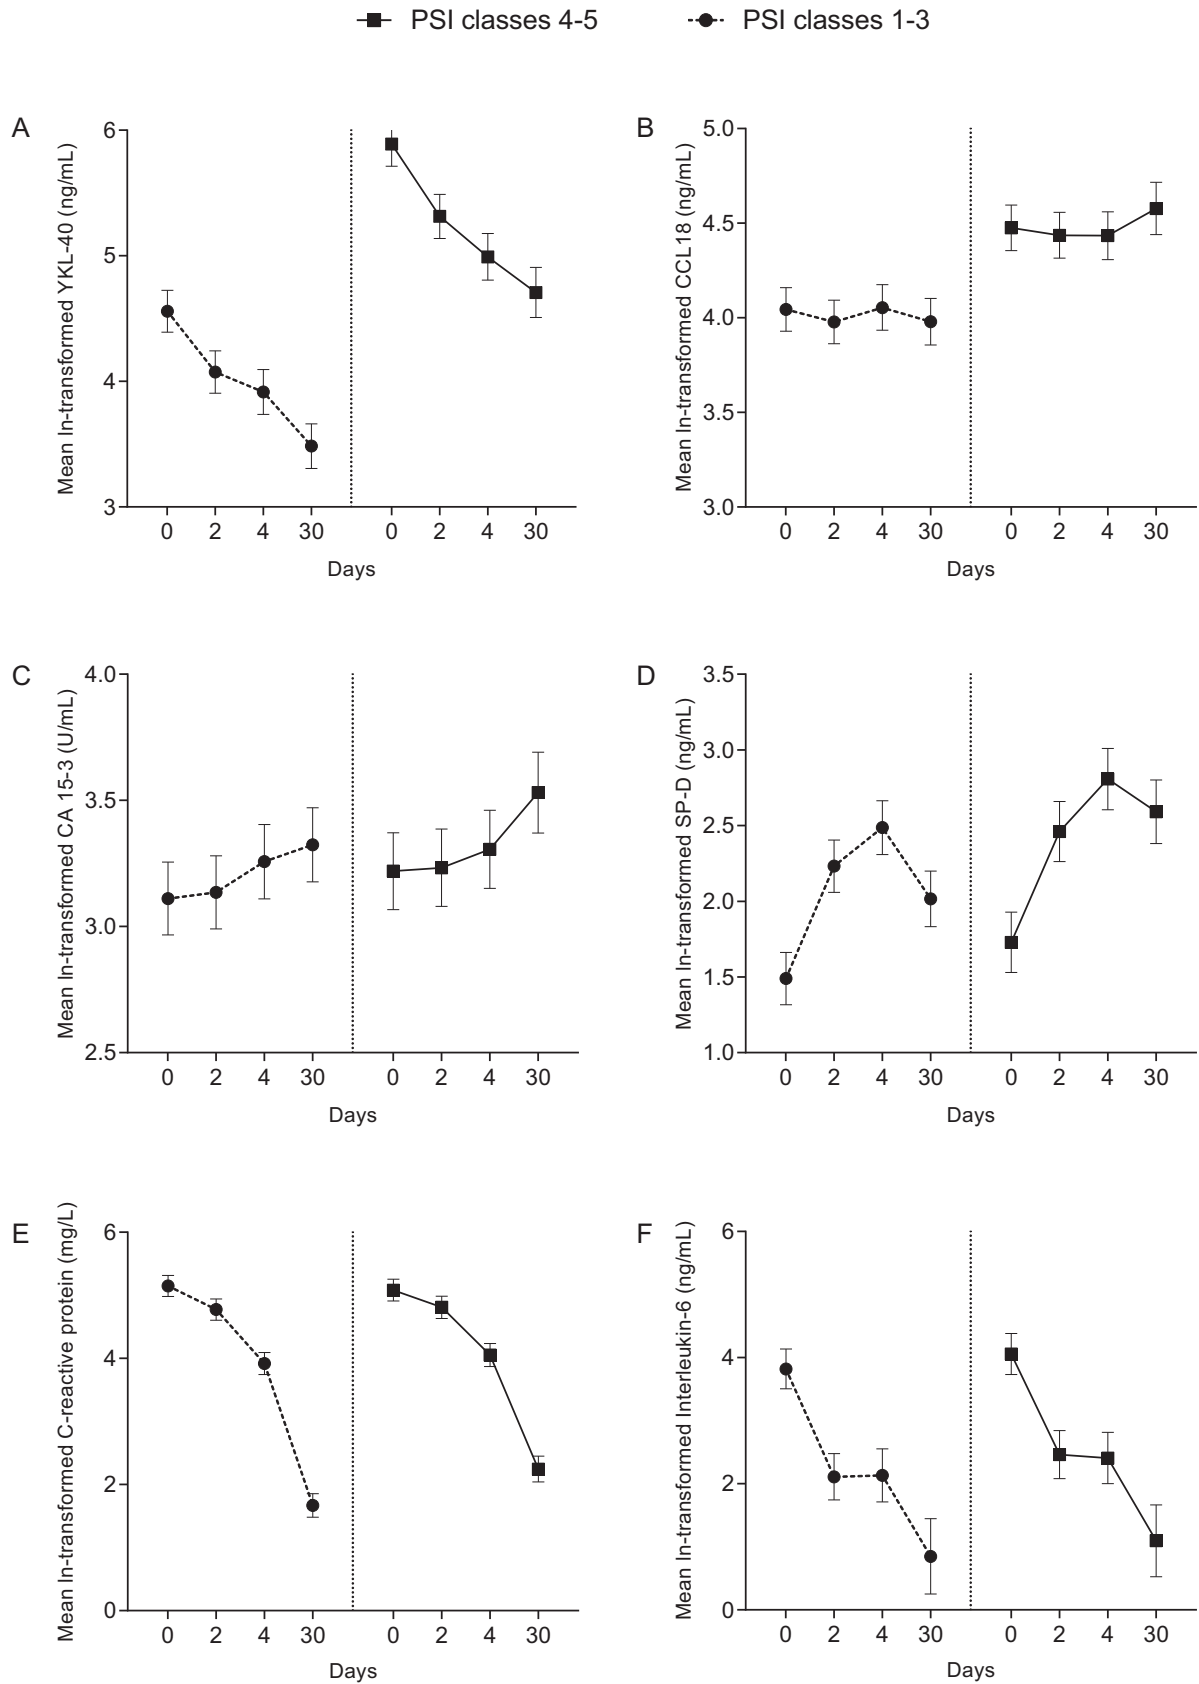 PSI classes 4-5 PSI classes 1-3
A
Mean ln-transformed YKL-40 (ng/mL)
6
5
4
3
0 2 4 30 0 2 4 30
Days
B
Mean ln-transformed CCL18 (ng/mL)
5.0
4.5
4.0
3.5
3.0
0 2 4 30 0 2 4 30
Days
C
Mean ln-transformed CA 15-3 (U/mL)
4.0
3.5
3.0
2.5
0 2 4 30 0 2 4 30
Days
D
Mean ln-transformed SP-D (ng/mL)
3.5
3.0
2.5
2.0
1.5
1.0
0 2 4 30 0 2 4 30
Days
E
Mean ln-transformed C-reactive protein (mg/L)
6
4
2
0
0 2 4 30 0 2 4 30
Days
F
Mean ln-transformed Interleukin-6 (ng/mL)
6
4
2
0
0 2 4 30 0 2 4 30
Days